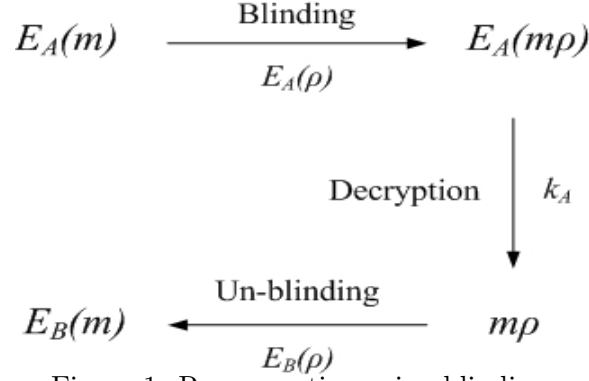 Blinding
E_A(m) E_A(mρ)
E_A(ρ)
Decryption k_A
Un-blinding
E_B(m) mρ
E_B(ρ)